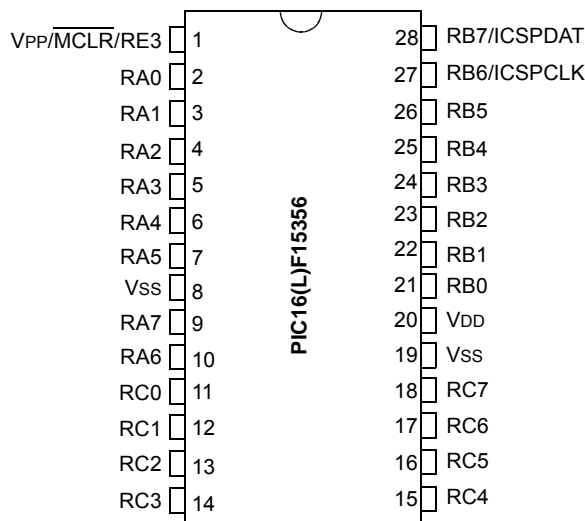 VPP/MCLR/RE3 1 28 RB7/ICSPDAT
RA0 2 27 RB6/ICSPCLK
RA1 3 26 RB5
RA2 4 25 RB4
RA3 5 24 RB3
RA4 6 23 RB2
RA5 7 22 RB1
VSS 8 21 RB0
RA7 9 20 VDD
RA6 10 19 VSS
RC0 11 18 RC7
RC1 12 17 RC6
RC2 13 16 RC5
RC3 14 15 RC4
PIC16(L)F15356